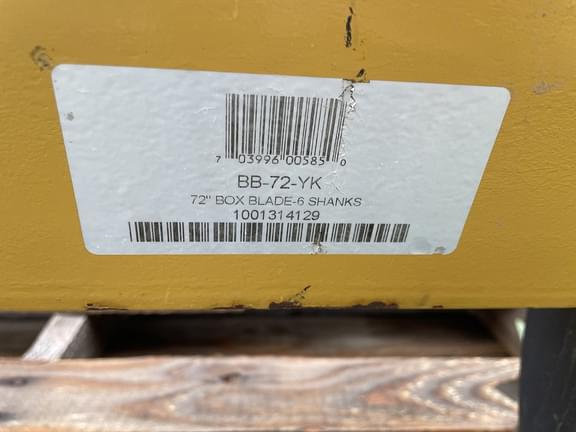 7 03996 00585 0
BB-72-YK
72" BOX BLADE-6 SHANKS
1001314129